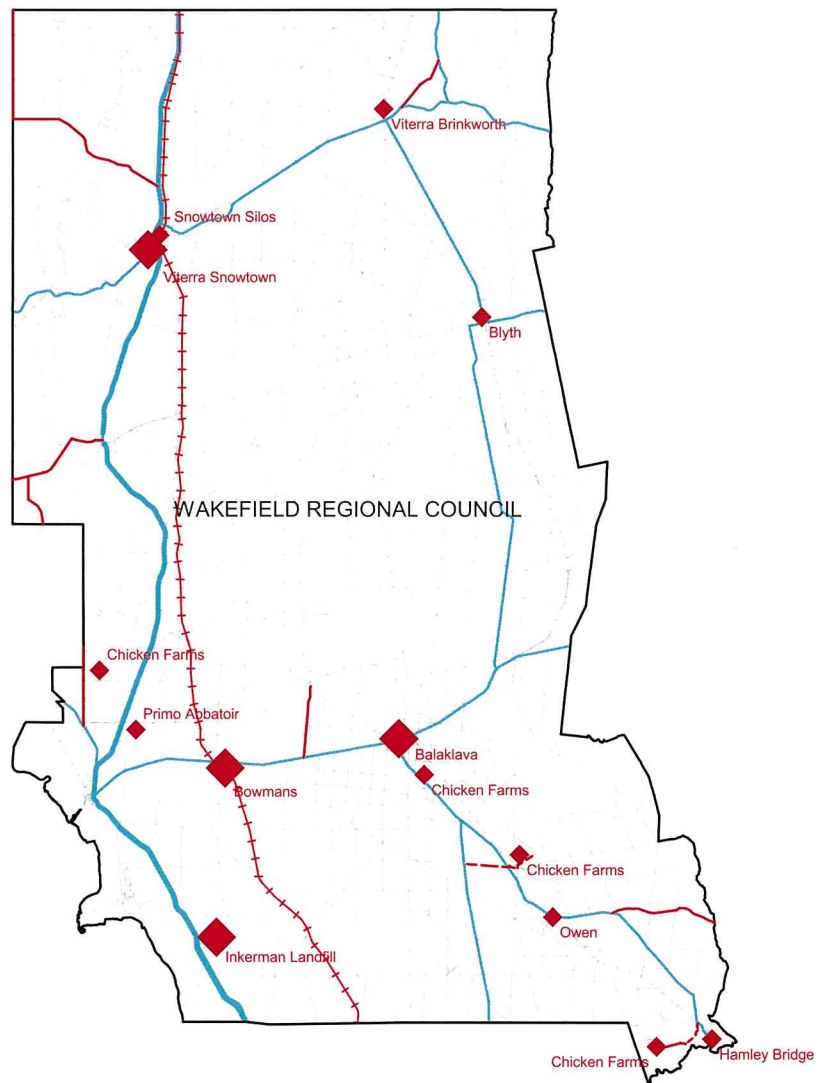 Viterra Brinkworth
Snowtown Silos
Viterra Snowtown
Blyth
WAKEFIELD REGIONAL COUNCIL
Chicken Farms
Primo Abbatoir
Balaklava
Chicken Farms
Bowmans
Chicken Farms
Owen
Inkerman Landfill
Hamley Bridge
Chicken Farms